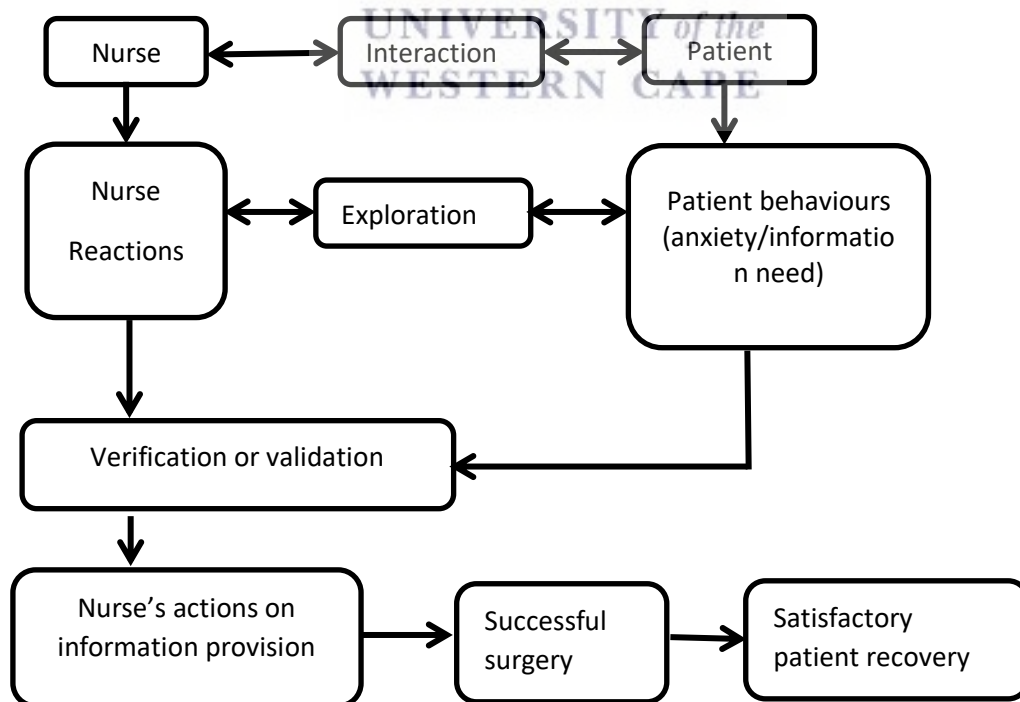 UNIVERSITY of the
WESTERN CAPE
Nurse
Interaction
Patient
Nurse
Reactions
Exploration
Patient behaviours
(anxiety/informatio
n need)
Verification or validation
Nurse’s actions on
information provision
Successful
surgery
Satisfactory
patient recovery